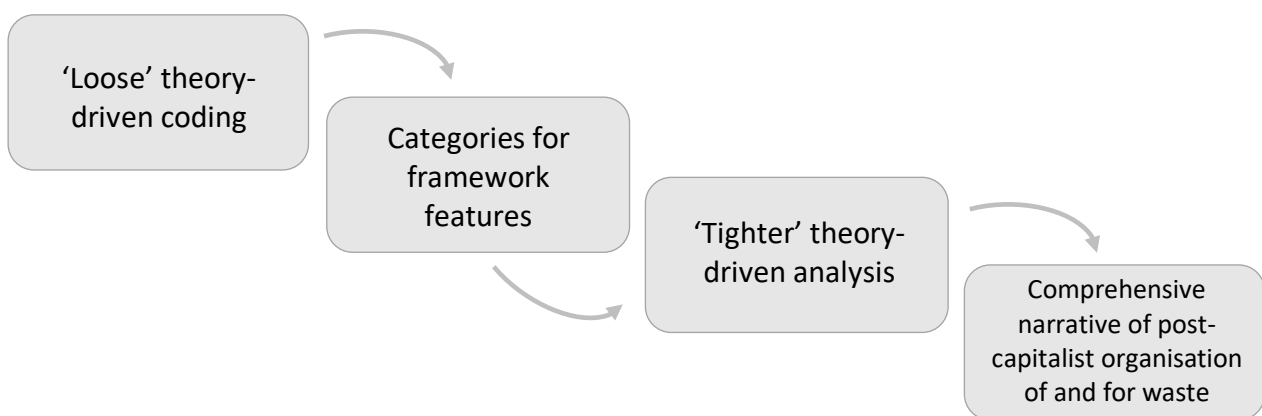 ‘Loose’ theory-
driven coding
Categories for
framework
features
‘Tighter’ theory-
driven analysis
Comprehensive
narrative of post-
capitalist organisation
of and for waste